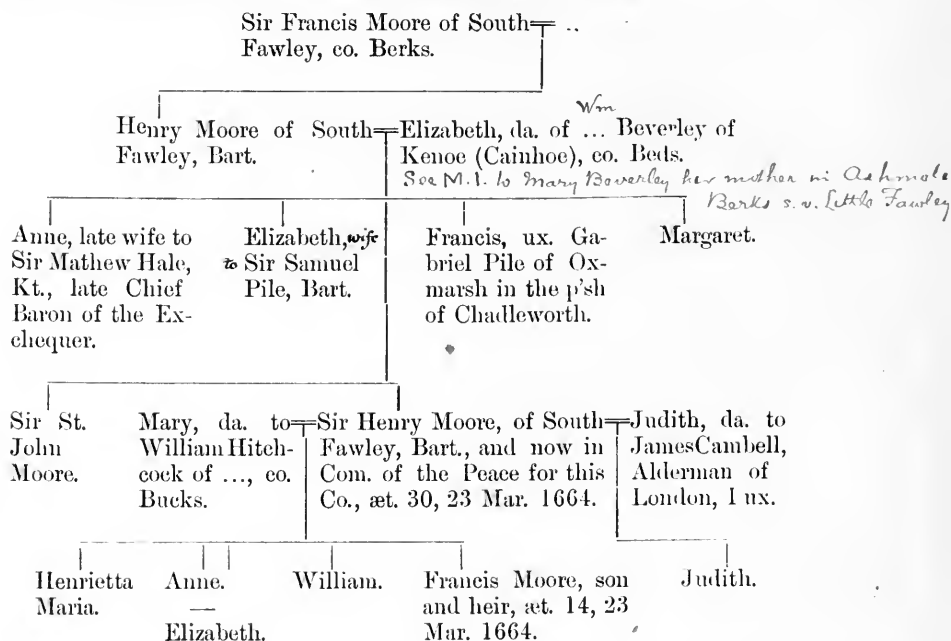 Sir Francis Moore of South ..
Fawley, co. Berks.
Wm
Henry Moore of South
Fawley, Bart.
Elizabeth, da. of ... Beverley of
Kenoe (Cainhoe), co. Beds.
See M.I. to Mary Beverley her mother in Ashmole
Berks s.v. Little Fawley
Anne, late wife to
Sir Mathew Hale,
Kt., late Chief
Baron of the Ex-
chequer.
Elizabeth, wife
to Sir Samuel
Pile, Bart.
Francis, ux. Ga-
briel Pile of Ox-
marsh in the p'sh
of Chadleworth.
Margaret.
Sir St.
John
Moore.
Mary, da. to
William Hitch-
cock of ..., co.
Bucks.
Sir Henry Moore, of South
Fawley, Bart., and now in
Com. of the Peace for this
Co., æt. 30, 23 Mar. 1664.
Judith, da. to
JamesCambell,
Alderman of
London, 1 ux.
Henrietta
Maria.
Anne.
—
Elizabeth.
William.
Francis Moore, son
and heir, æt. 14, 23
Mar. 1664.
Judith.